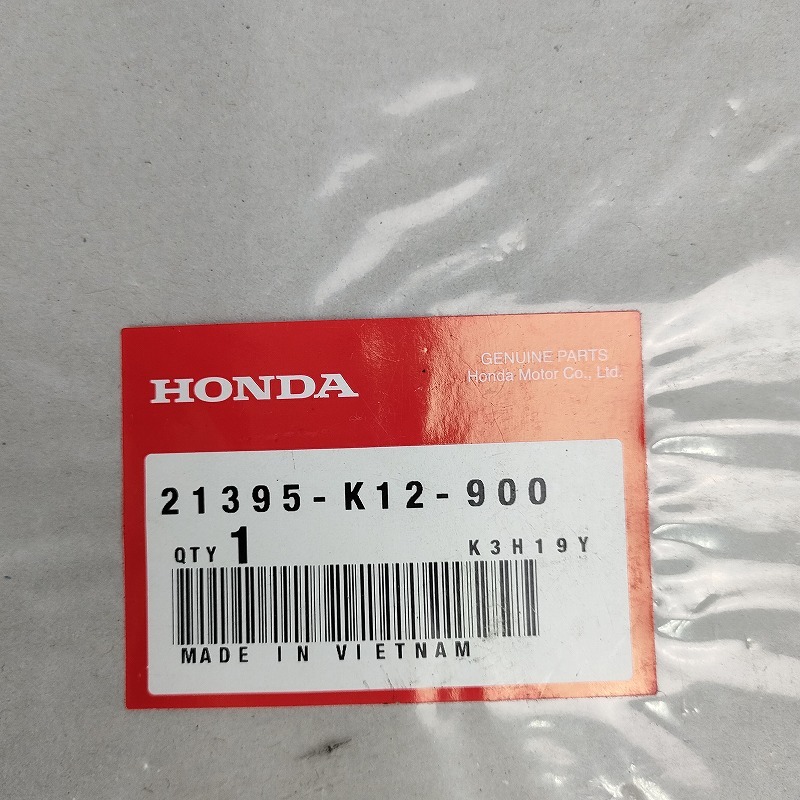 HONDA
GENUINE PARTS
Honda Motor Co., Ltd.
21395-K12-900
QTY 1 K3H19Y
MADE IN VIETNAM